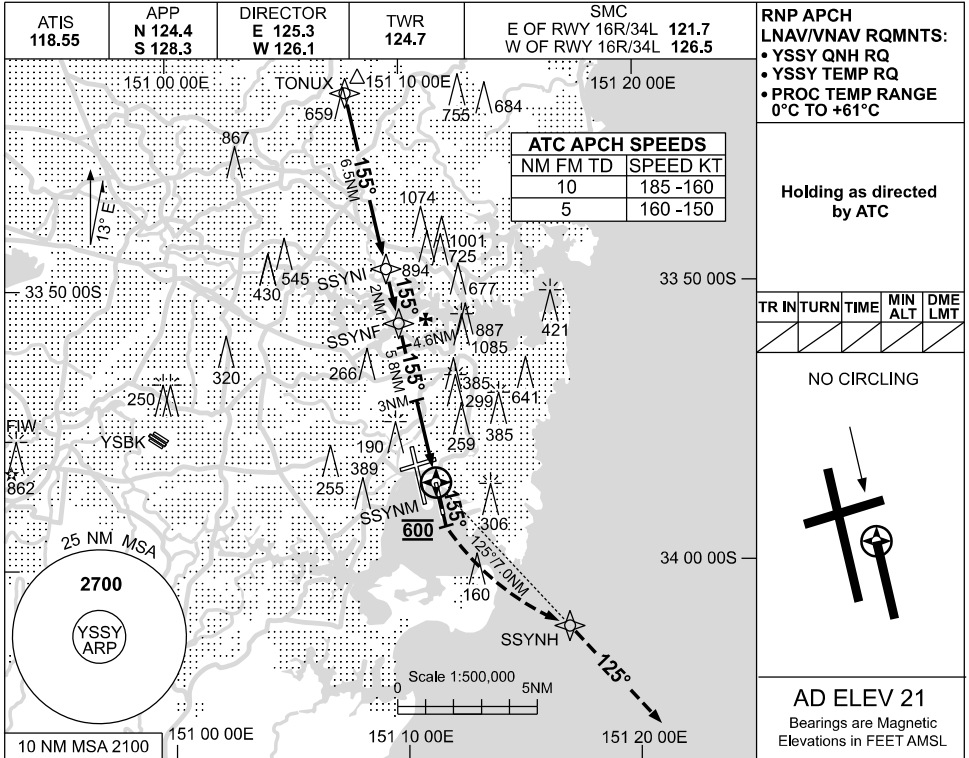 ATIS
118.55
APP
N 124.4
S 128.3
DIRECTOR
E 125.3
W 126.1
TWR
124.7
SMC
E OF RWY 16R/34L 121.7
W OF RWY 16R/34L 126.5
RNP APCH
LNAV/VNAV RQMNTS:
• YSSY QNH RQ
• YSSY TEMP RQ
• PROC TEMP RANGE
0°C TO +61°C
Holding as directed
by ATC
TR IN TURN TIME MIN ALT DME LMT
NO CIRCLING
AD ELEV 21
Bearings are Magnetic
Elevations in FEET AMSL
151 00 00E
TONUX
151 10 00E
151 20 00E
659
755
684
867
ATC APCH SPEEDS
NM FM TD SPEED KT
10 185 -160
5 160 -150
155°
6.5NM
13° E
1074
1001
725
545
430
SSYNI
894
677
33 50 00S
33 50 00S
155°
2NM
421
SSYNF
4.6NM
887
1085
320
266
5.8NM
155°
385
299
641
250
3NM
385
259
YSBK
190
FIW
862
255
389
SSYNM
155°
306
600
25 NM MSA
2700
YSSY
ARP
34 00 00S
125°/7.0NM
160
SSYNH
125°
Scale 1:500,000
0 5NM
10 NM MSA 2100
151 00 00E
151 10 00E
151 20 00E